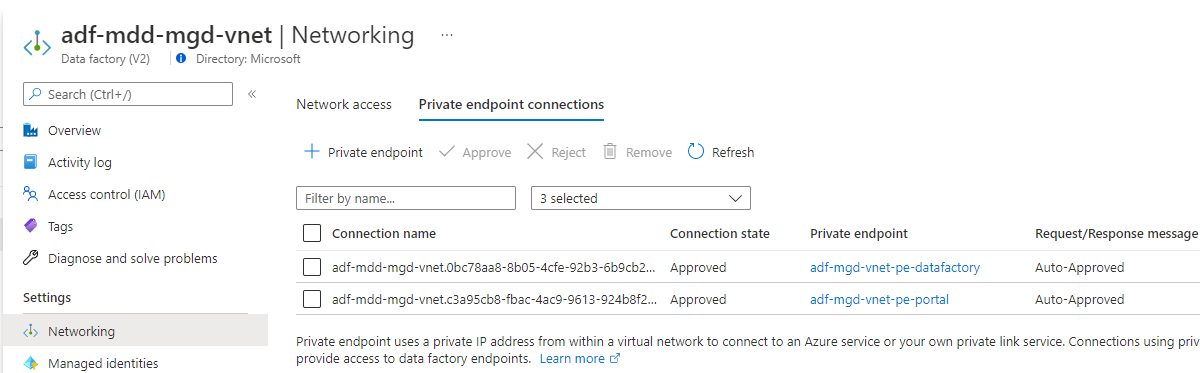 adf-mdd-mgd-vnet | Networking ...
Data factory (V2) Directory: Microsoft
Search (Ctrl+/) «
Overview
Activity log
Access control (IAM)
Tags
Diagnose and solve problems
Settings
Networking
Managed identities
Network access Private endpoint connections
+ Private endpoint Approve Reject Remove Refresh
Filter by name... 3 selected
Connection name Connection state Private endpoint Request/Response message
adf-mdd-mgd-vnet.0bc78aa8-8b05-4cfe-92b3-6b9cb2... Approved adf-mgd-vnet-pe-datafactory Auto-Approved
adf-mdd-mgd-vnet.c3a95cb8-fbac-4ac9-9613-924b8f2... Approved adf-mgd-vnet-pe-portal Auto-Approved
Private endpoint uses a private IP address from within a virtual network to connect to an Azure service or your own private link service. Connections using priv
provide access to data factory endpoints. Learn more